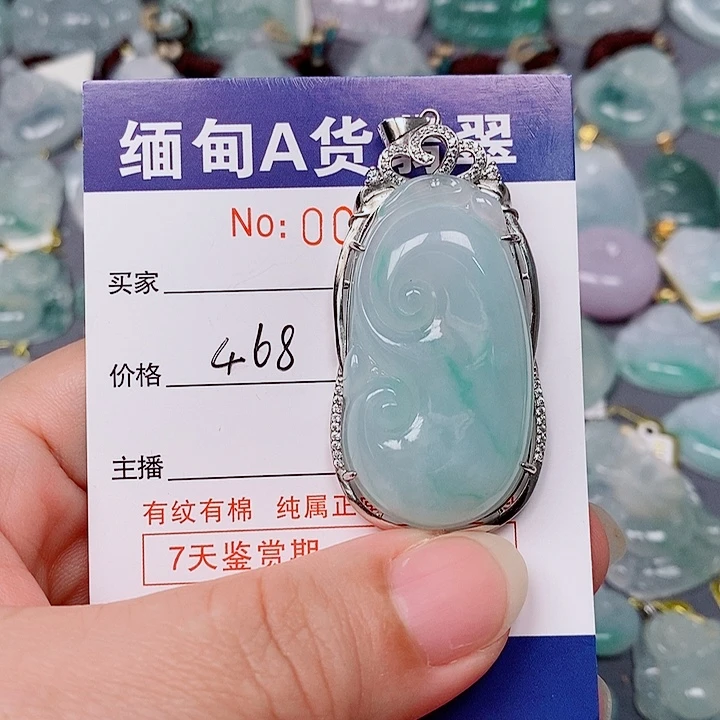 缅甸A货翡翠
No: 00
买家
价格 468
主播
有纹有棉 纯属正
7天鉴赏期